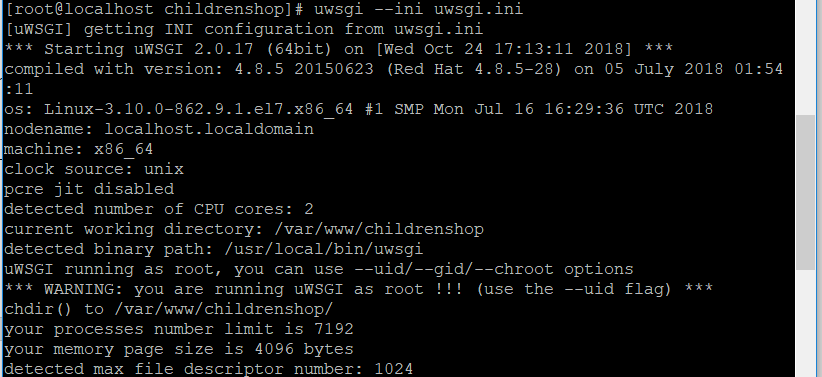 [root@localhost childrenshop]# uwsgi --ini uwsgi.ini
[uWSGI] getting INI configuration from uwsgi.ini
*** Starting uWSGI 2.0.17 (64bit) on [Wed Oct 24 17:13:11 2018] ***
compiled with version: 4.8.5 20150623 (Red Hat 4.8.5-28) on 05 July 2018 01:54
:11
os: Linux-3.10.0-862.9.1.el7.x86_64 #1 SMP Mon Jul 16 16:29:36 UTC 2018
nodename: localhost.localdomain
machine: x86_64
clock source: unix
pcre jit disabled
detected number of CPU cores: 2
current working directory: /var/www/childrenshop
detected binary path: /usr/local/bin/uwsgi
uWSGI running as root, you can use --uid/--gid/--chroot options
*** WARNING: you are running uWSGI as root !!! (use the --uid flag) ***
chdir() to /var/www/childrenshop/
your processes number limit is 7192
your memory page size is 4096 bytes
detected max file descriptor number: 1024